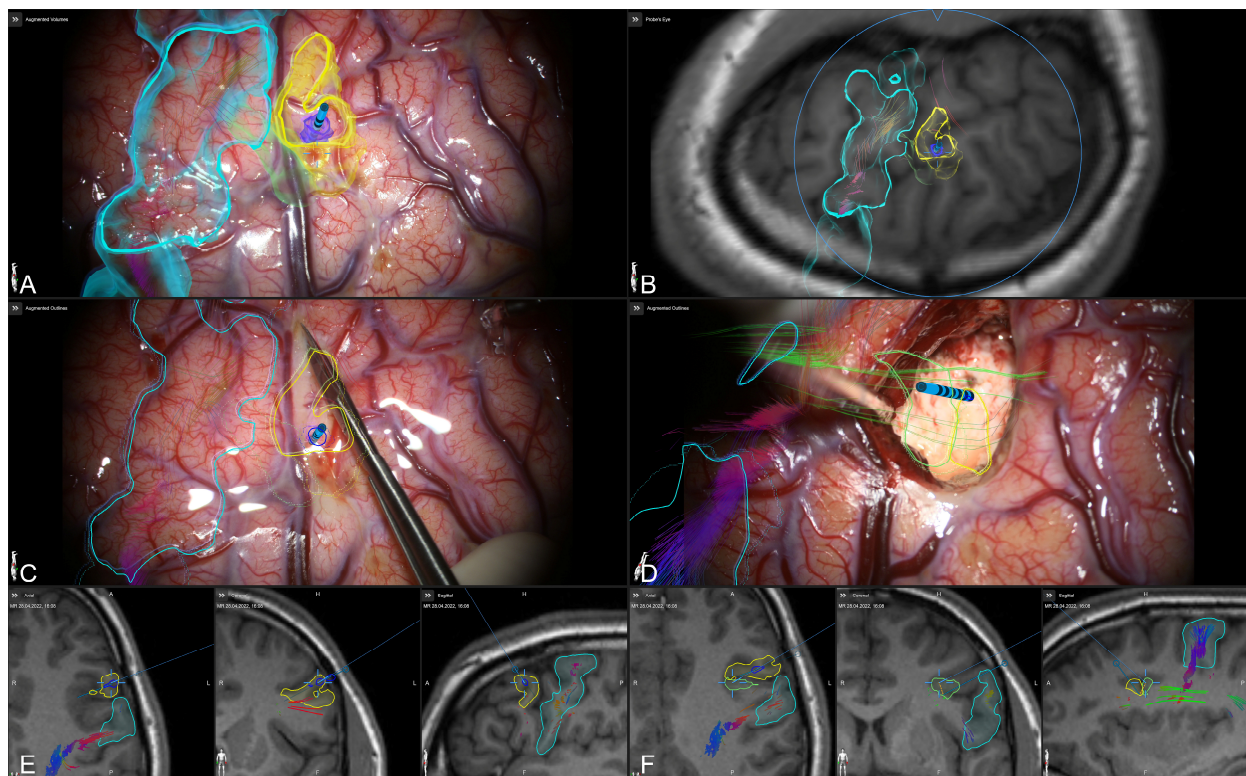 Augmented Volumes
A
Probe's Eye
B
Augmented Outlines
C
Augmented Outlines
D
Axial
A
MR 28.04.2022, 16:08
R
L
P
E
Coronal
H
MR 28.04.2022, 16:08
R
L
F
Sagittal
H
MR 28.04.2022, 16:08
A
P
F
Axial
A
MR 28.04.2022, 16:08
R
L
P
F
Coronal
H
MR 28.04.2022, 16:08
R
L
F
Sagittal
H
MR 28.04.2022, 16:08
A
P
F